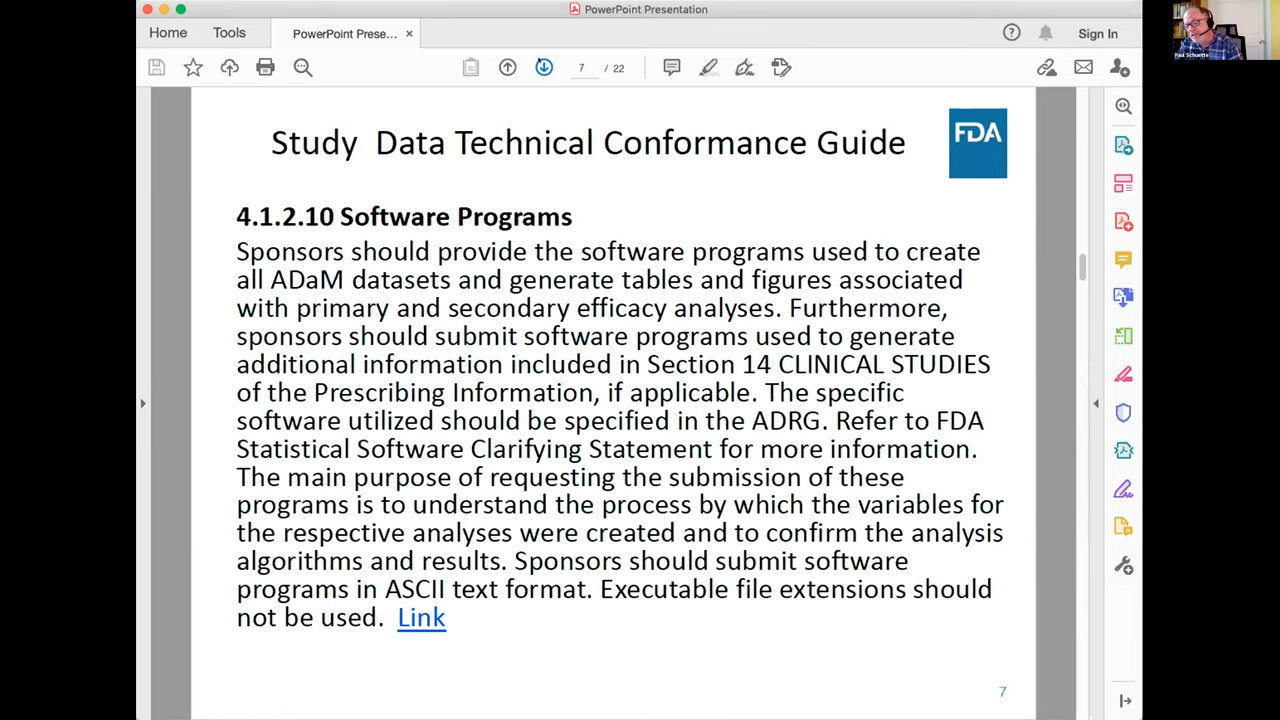 PowerPoint Presentation
Home
Tools
PowerPoint Prese...
Sign In
7 / 22
Paul Schuette
Study Data Technical Conformance Guide
FDA
4.1.2.10 Software Programs
Sponsors should provide the software programs used to create
all ADaM datasets and generate tables and figures associated
with primary and secondary efficacy analyses. Furthermore,
sponsors should submit software programs used to generate
additional information included in Section 14 CLINICAL STUDIES
of the Prescribing Information, if applicable. The specific
software utilized should be specified in the ADRG. Refer to FDA
Statistical Software Clarifying Statement for more information.
The main purpose of requesting the submission of these
programs is to understand the process by which the variables for
the respective analyses were created and to confirm the analysis
algorithms and results. Sponsors should submit software
programs in ASCII text format. Executable file extensions should
not be used. Link
7